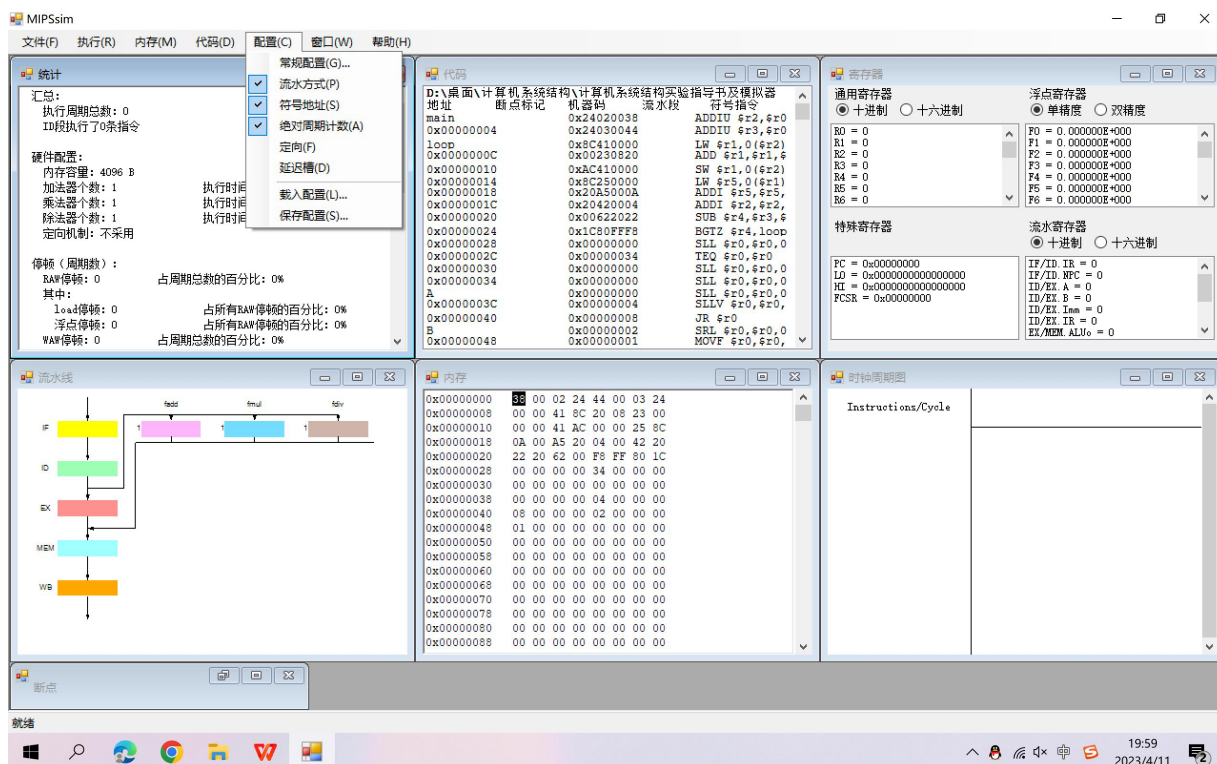 MIPSsim
文件(F) 执行(R) 内存(M) 代码(D) 配置(C) 窗口(W) 帮助(H)
常规配置(G)...
流水方式(P)
符号地址(S)
绝对周期计数(A)
定向(F)
延迟槽(D)
载入配置(L)...
保存配置(S)...
统计
汇总:
执行周期总数: 0
ID段执行了0条指令
硬件配置:
内存容量: 4096 B
加法器个数: 1 执行时间
乘法器个数: 1 执行时间
除法器个数: 1 执行时间
定向机制: 不采用
停顿（周期数）:
RAW停顿: 0 占周期总数的百分比: 0%
其中:
load停顿: 0 占所有RAW停顿的百分比: 0%
浮点停顿: 0 占所有RAW停顿的百分比: 0%
WAW停顿: 0 占周期总数的百分比: 0%
代码
D:\桌面\计算机系统结构\计算机系统结构实验指导书及模拟器
地址 断点标记 机器码 流水段 符号指令
main 0x24020038 ADDIU $r2,$r0
0x00000004 0x24030044 ADDIU $r3,$r0
loop 0x8C410000 LW $r1,0($r2)
0x0000000C 0x00230820 ADD $r1,$r1,$
0x00000010 0xAC410000 SW $r1,0($r2)
0x00000014 0x8C250000 LW $r5,0($r1)
0x00000018 0x20A5000A ADDI $r5,$r5,
0x0000001C 0x20420004 ADDI $r2,$r2,
0x00000020 0x00622022 SUB $r4,$r3,$
0x00000024 0x1C80FFF8 BGTZ $r4,loop
0x00000028 0x00000000 SLL $r0,$r0,0
0x0000002C 0x00000034 TEQ $r0,$r0
0x00000030 0x00000000 SLL $r0,$r0,0
0x00000034 0x00000000 SLL $r0,$r0,0
A 0x00000000 SLL $r0,$r0,0
0x0000003C 0x00000004 SLLV $r0,$r0,
0x00000040 0x00000008 JR $r0
B 0x00000002 SRL $r0,$r0,0
0x00000048 0x00000001 MOVF $r0,$r0,
寄存器
通用寄存器
十进制 十六进制
R0 = 0
R1 = 0
R2 = 0
R3 = 0
R4 = 0
R5 = 0
R6 = 0
浮点寄存器
单精度 双精度
F0 = 0.000000E+000
F1 = 0.000000E+000
F2 = 0.000000E+000
F3 = 0.000000E+000
F4 = 0.000000E+000
F5 = 0.000000E+000
F6 = 0.000000E+000
特殊寄存器
PC = 0x00000000
LO = 0x0000000000000000
HI = 0x0000000000000000
FCSR = 0x00000000
流水寄存器
十进制 十六进制
IF/ID.IR = 0
IF/ID.NPC = 0
ID/EX.A = 0
ID/EX.B = 0
ID/EX.Imm = 0
ID/EX.IR = 0
EX/MEM.ALUo = 0
流水线
fadd fmul fdiv
IF 1 1 1
ID
EX
MEM
WB
内存
0x00000000 38 00 02 24 44 00 03 24
0x00000008 00 00 41 8C 20 08 23 00
0x00000010 00 00 41 AC 00 00 25 8C
0x00000018 0A 00 A5 20 04 00 42 20
0x00000020 22 20 62 00 F8 FF 80 1C
0x00000028 00 00 00 00 34 00 00 00
0x00000030 00 00 00 00 00 00 00 00
0x00000038 00 00 00 00 04 00 00 00
0x00000040 08 00 00 00 02 00 00 00
0x00000048 01 00 00 00 00 00 00 00
0x00000050 00 00 00 00 00 00 00 00
0x00000058 00 00 00 00 00 00 00 00
0x00000060 00 00 00 00 00 00 00 00
0x00000068 00 00 00 00 00 00 00 00
0x00000070 00 00 00 00 00 00 00 00
0x00000078 00 00 00 00 00 00 00 00
0x00000080 00 00 00 00 00 00 00 00
0x00000088 00 00 00 00 00 00 00 00
时钟周期图
Instructions/Cycle
断点
就绪
中
19:59
2023/4/11
2